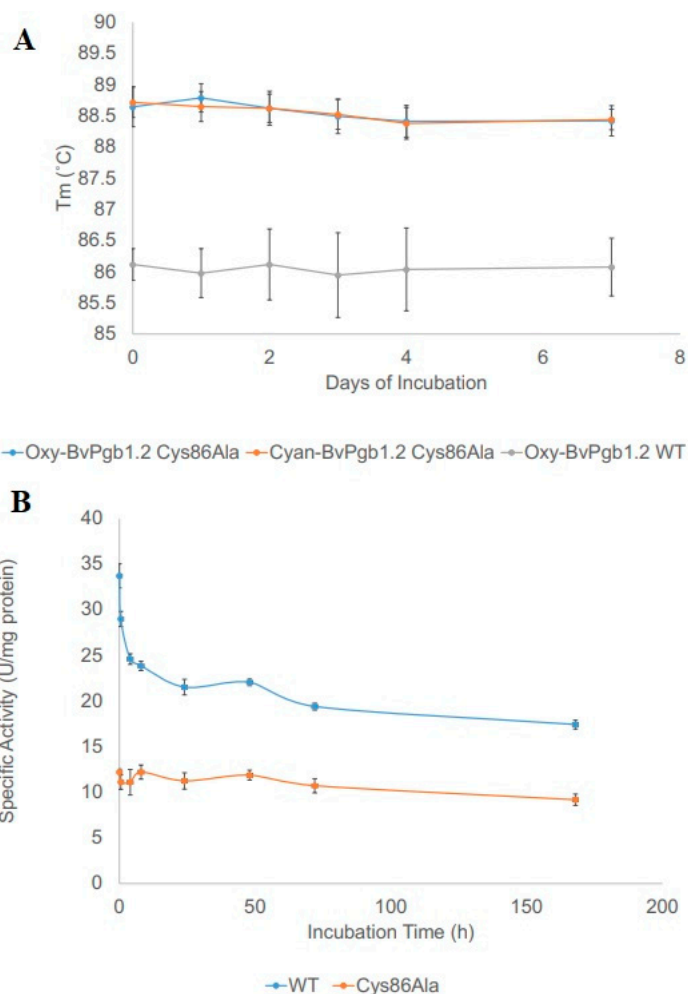 A
90
89.5
89
88.5
88
87.5
87
86.5
86
85.5
85
Tm (˚C)
0 2 4 6 8
Days of Incubation
Oxy-BvPgb1.2 Cys86Ala Cyan-BvPgb1.2 Cys86Ala Oxy-BvPgb1.2 WT
B
40
35
30
25
20
15
10
5
0
Specific Activity (U/mg protein)
0 50 100 150 200
Incubation Time (h)
WT Cys86Ala